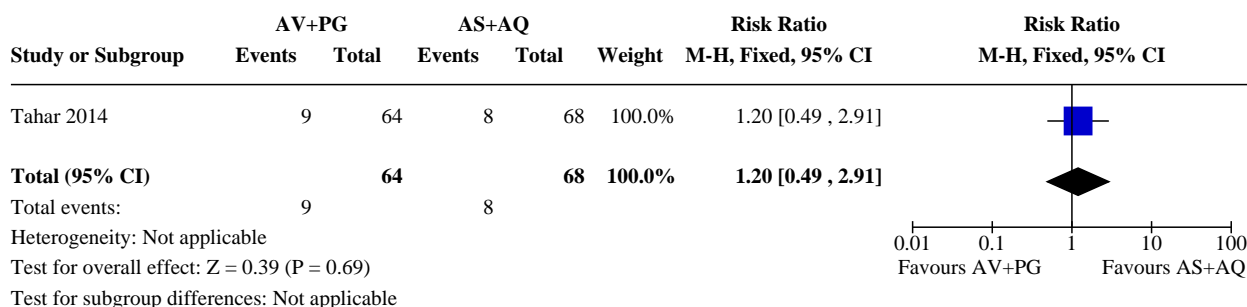 AV+PG AS+AQ Risk Ratio Risk Ratio
Study or Subgroup Events Total Events Total Weight M-H, Fixed, 95% CI M-H, Fixed, 95% CI
Tahar 2014 9 64 8 68 100.0% 1.20 [0.49 , 2.91]
Total (95% CI) 64 68 100.0% 1.20 [0.49 , 2.91]
Total events: 9 8
Heterogeneity: Not applicable
0.01 0.1 1 10 100
Test for overall effect: Z = 0.39 (P = 0.69) Favours AV+PG Favours AS+AQ
Test for subgroup differences: Not applicable